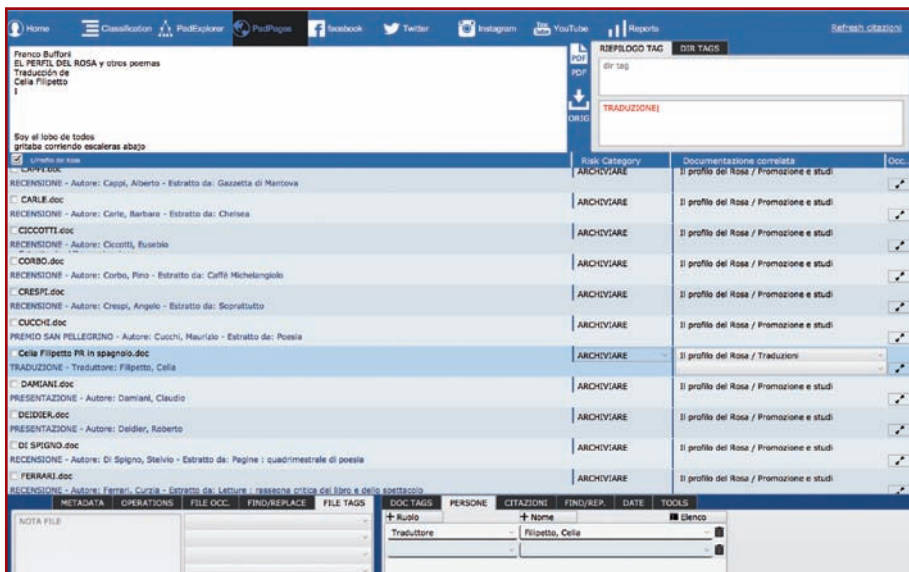 Home Classification PadExplorer PadPages facebook Twitter Instagram YouTube Reports Refresh citazioni
Franco Buffoni
EL PERFIL DEL ROSA y otros poemas
Traducción de
Celia Filipetto
I
Soy el lobo de todos
gritaba corriendo escaleras abajo
PDF
PDF
ORIG
RIEPILOGO TAG DIR TAGS
dir tag
TRADUZIONE
Risk Category Documentazione correlata Occ..
CAPPI.doc ARCHIVIARE Il profilo del Rosa / Promozione e studi
RECENSIONE - Autore: Cappi, Alberto - Estratto da: Gazzetta di Mantova
CARLE.doc ARCHIVIARE Il profilo del Rosa / Promozione e studi
RECENSIONE - Autore: Carle, Barbara - Estratto da: Chelsea
CICCOTTI.doc ARCHIVIARE Il profilo del Rosa / Promozione e studi
RECENSIONE - Autore: Ciccotti, Eusebio
CORBO.doc ARCHIVIARE Il profilo del Rosa / Promozione e studi
RECENSIONE - Autore: Corbo, Pino - Estratto da: Caffè Michelangiolo
CRESPI.doc ARCHIVIARE Il profilo del Rosa / Promozione e studi
RECENSIONE - Autore: Crespi, Angelo - Estratto da: Soprattutto
CUCCHI.doc ARCHIVIARE Il profilo del Rosa / Promozione e studi
PREMIO SAN PELLEGRINO - Autore: Cucchi, Maurizio - Estratto da: Poesia
Celia Filipetto PR in spagnolo.doc ARCHIVIARE Il profilo del Rosa / Traduzioni
TRADUZIONE - Traduttore: Filipetto, Celia
DAMIANI.doc ARCHIVIARE Il profilo del Rosa / Promozione e studi
PRESENTAZIONE - Autore: Damiani, Claudio
DEIDIER.doc ARCHIVIARE Il profilo del Rosa / Promozione e studi
PRESENTAZIONE - Autore: Deidier, Roberto
DI SPIGNO.doc ARCHIVIARE Il profilo del Rosa / Promozione e studi
RECENSIONE - Autore: Di Spigno, Stelvio - Estratto da: Pagine : quadrimestrale di poesia
FERRARI.doc ARCHIVIARE Il profilo del Rosa / Promozione e studi
RECENSIONE - Autore: Ferrari, Curzia - Estratto da: Letture : rassegna critica del libro e dello spettacolo
METADATA OPERATIONS FILE OCC. FIND/REPLACE FILE TAGS DOC TAGS PERSONE CITAZIONI FIND/REP. DATE TOOLS
NOTA FILE
+ Ruolo + Nome Elenco
Traduttore Filipetto, Celia